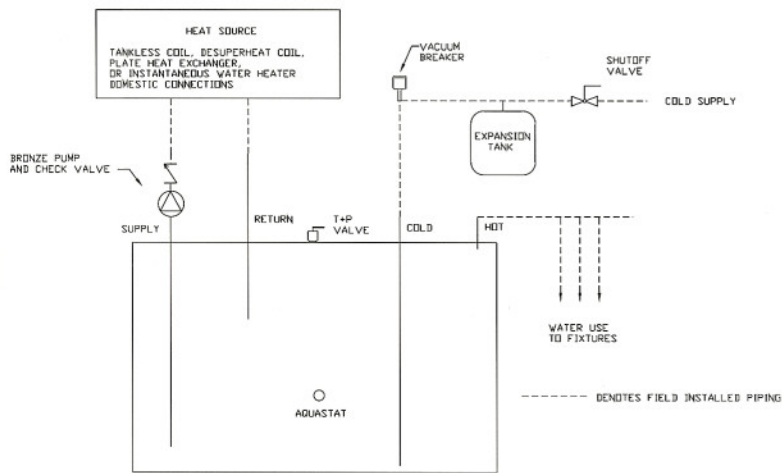 HEAT SOURCE
TANKLESS COIL, DESUPERHEAT COIL,
PLATE HEAT EXCHANGER,
OR INSTANTANEOUS WATER HEATER
DOMESTIC CONNECTIONS
VACUUM
BREAKER
SHUTOFF
VALVE
COLD SUPPLY
EXPANSION
TANK
BRONZE PUMP
AND CHECK VALVE
SUPPLY
RETURN
T+P
VALVE
COLD
HOT
WATER USE
TO FIXTURES
AQUASTAT
DENOTES FIELD INSTALLED PIPING